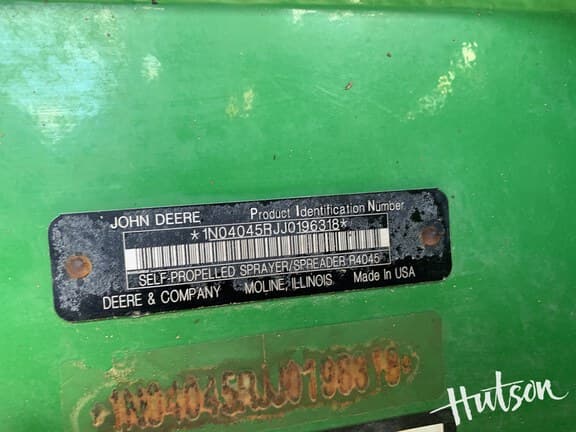 JOHN DEERE Product Identification Number
*1N04045RJJ0196318*
SELF-PROPELLED SPRAYER/SPREADER R4045
DEERE & COMPANY MOLINE, ILLINOIS Made In USA
Hutson